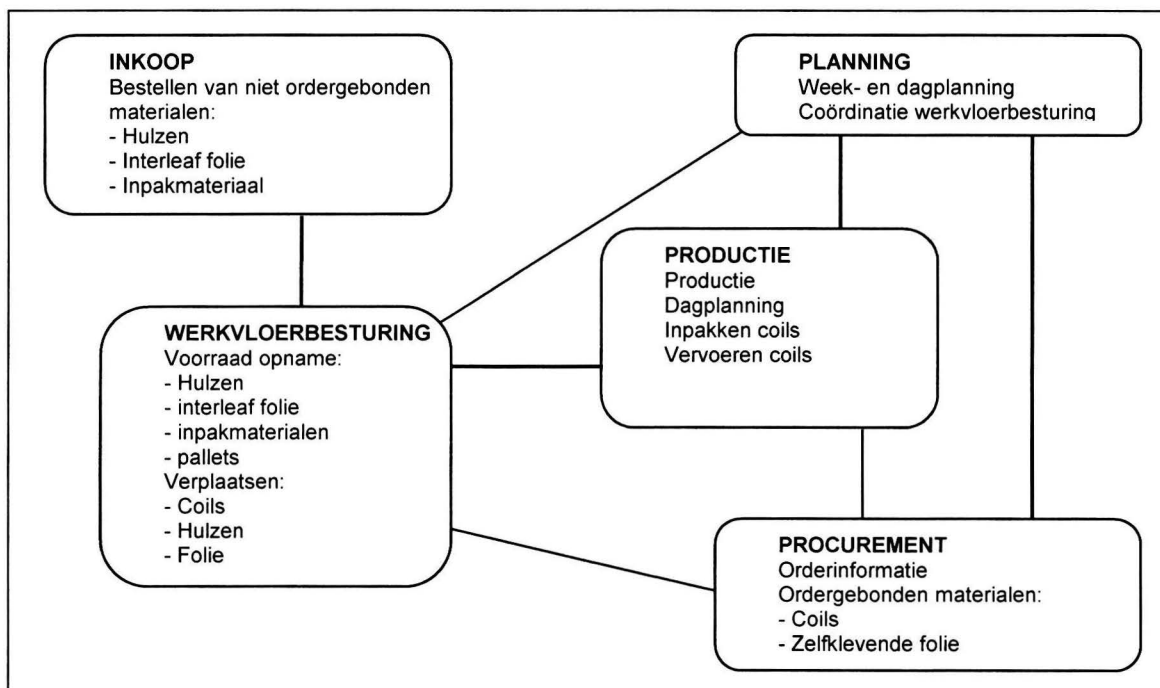 INKOOP
Bestellen van niet ordergebonden
materialen:
- Hulzen
- Interleaf folie
- Inpakmateriaal
PLANNING
Week- en dagplanning
Coördinatie werkvloerbesturing
PRODUCTIE
Productie
Dagplanning
Inpakken coils
Vervoeren coils
WERKVLOERBESTURING
Voorraad opname:
- Hulzen
- interleaf folie
- inpakmaterialen
- pallets
Verplaatsen:
- Coils
- Hulzen
- Folie
PROCUREMENT
Orderinformatie
Ordergebonden materialen:
- Coils
- Zelfklevende folie